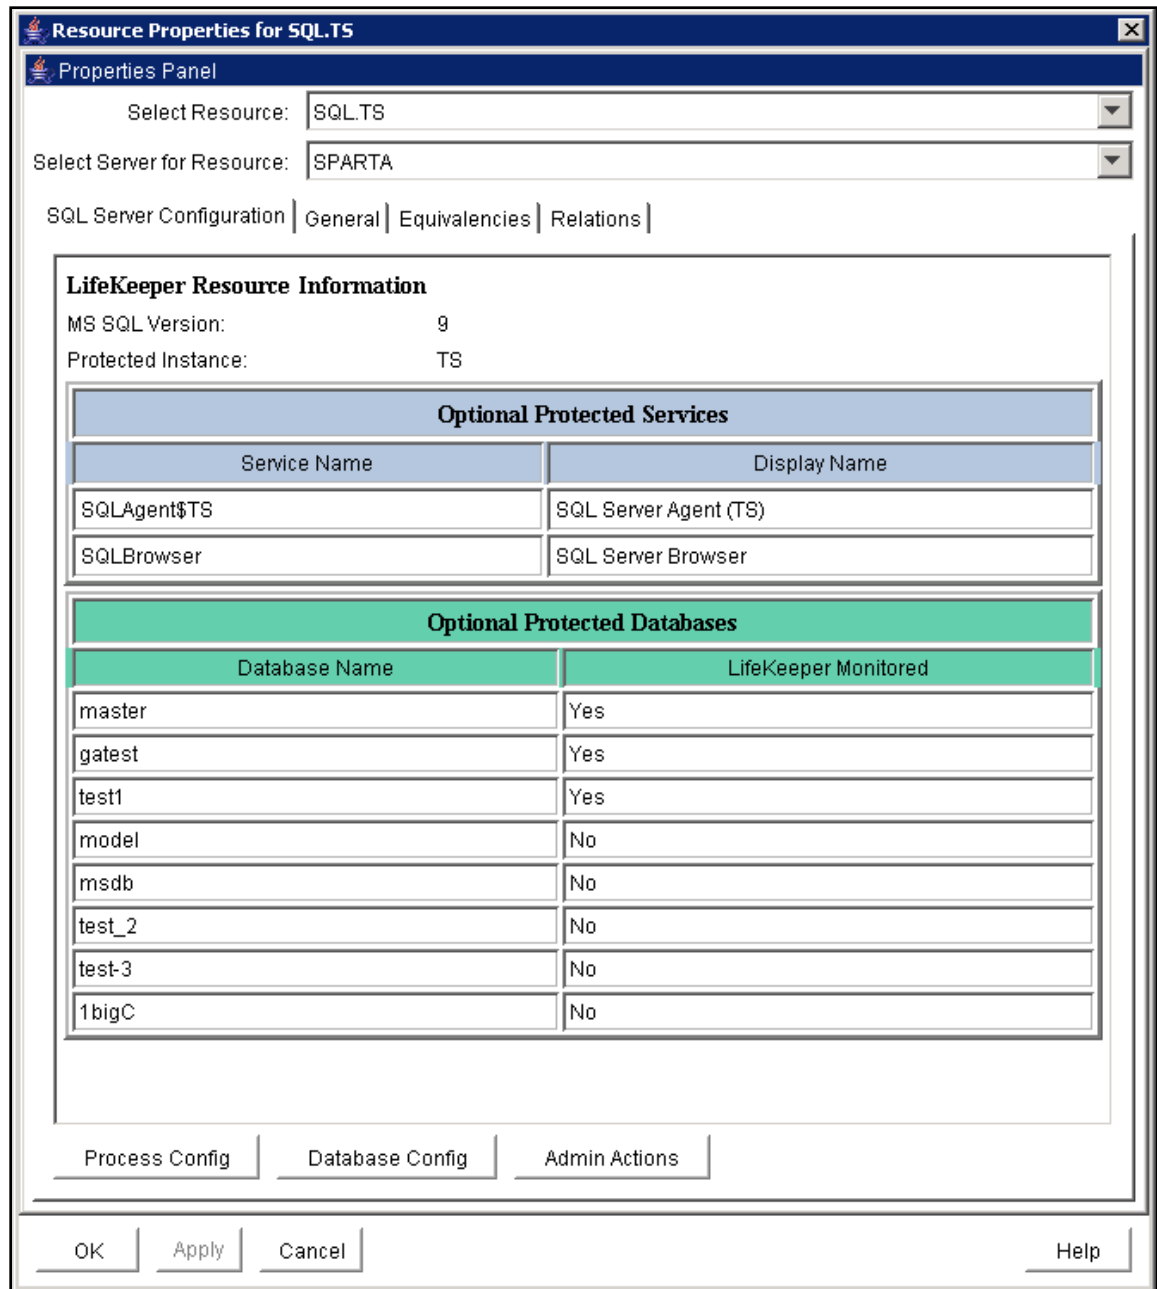 Resource Properties for SQL.TS
Properties Panel
Select Resource: SQL.TS
Select Server for Resource: SPARTA
SQL Server Configuration General Equivalencies Relations
LifeKeeper Resource Information
MS SQL Version: 9
Protected Instance: TS
Optional Protected Services
Service Name Display Name
SQLAgent$TS SQL Server Agent (TS)
SQLBrowser SQL Server Browser
Optional Protected Databases
Database Name LifeKeeper Monitored
master Yes
gatest Yes
test1 Yes
model No
msdb No
test_2 No
test-3 No
1bigC No
Process Config Database Config Admin Actions
OK Apply Cancel Help